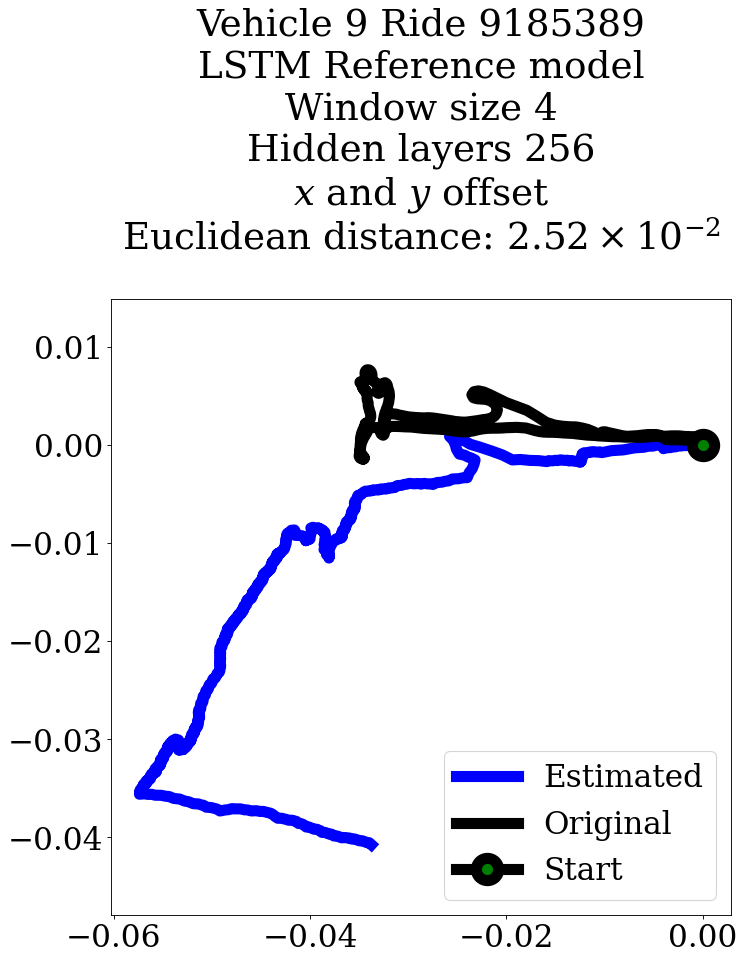 Vehicle 9 Ride 9185389
LSTM Reference model
Window size 4
Hidden layers 256
x and y offset
Euclidean distance: 2.52 × 10⁻²
0.01
0.00
−0.01
−0.02
−0.03
−0.04
Estimated
Original
Start
−0.06 −0.04 −0.02 0.00